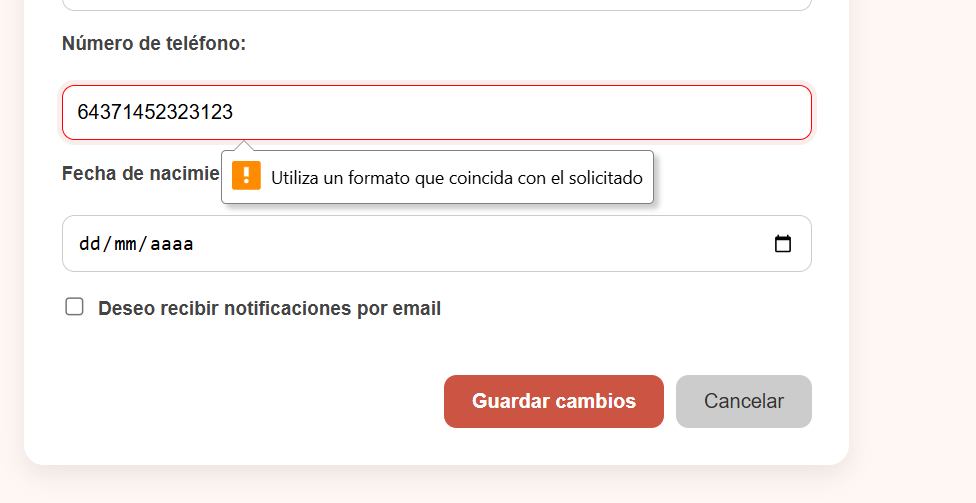 Número de teléfono:
64371452323123
Fecha de nacimie
Utiliza un formato que coincida con el solicitado
dd/mm/aaaa
Deseo recibir notificaciones por email
Guardar cambios
Cancelar